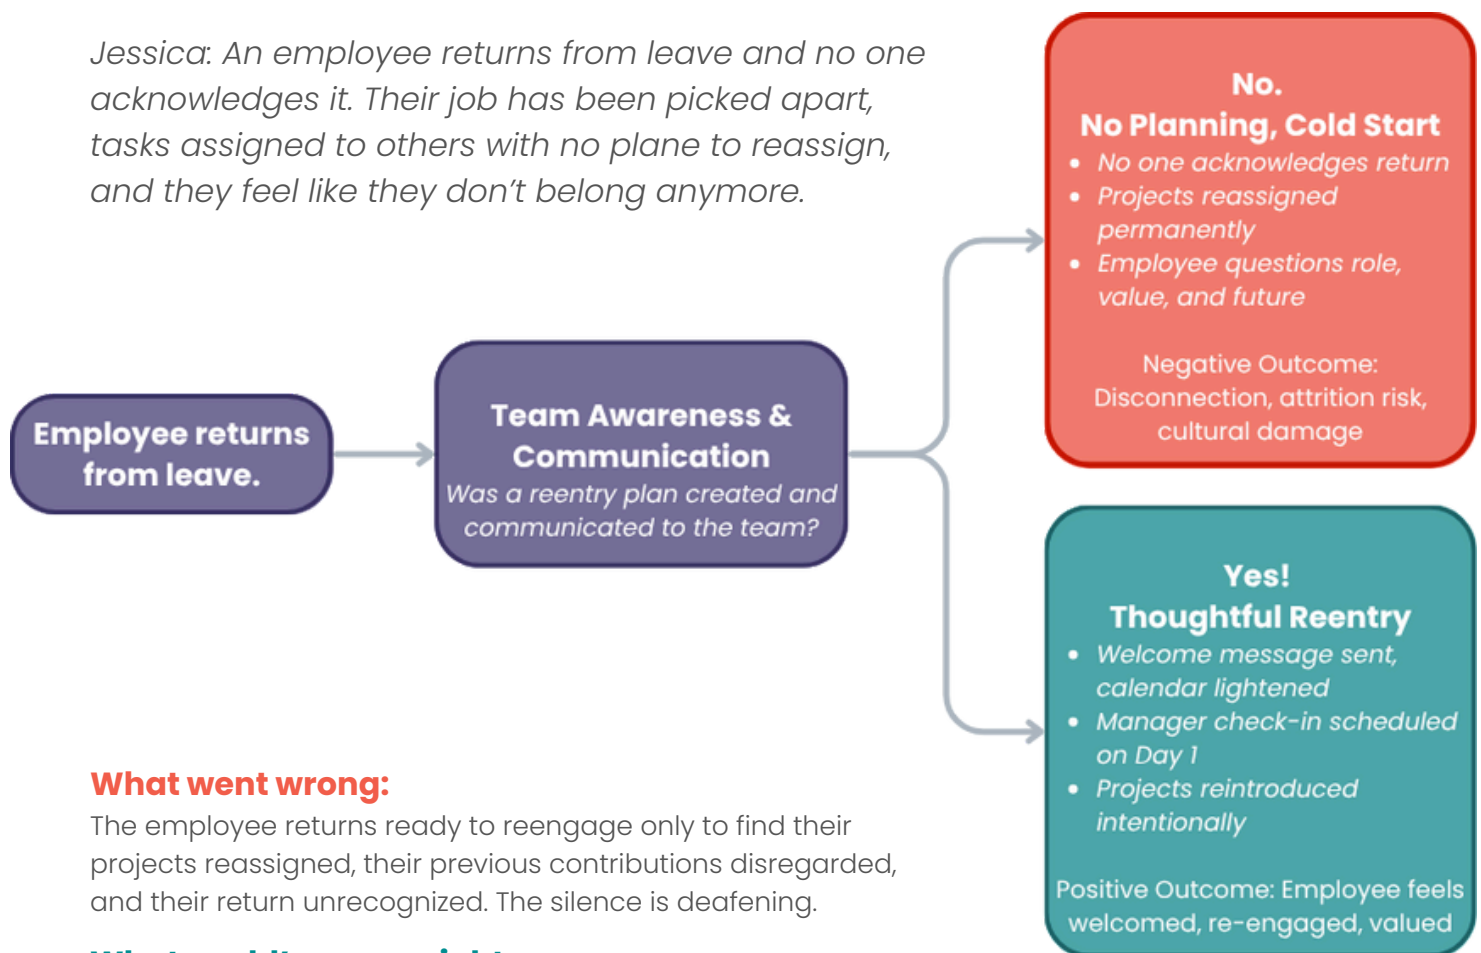 Jessica: An employee returns from leave and no one
acknowledges it. Their job has been picked apart,
tasks assigned to others with no plane to reassign,
and they feel like they don't belong anymore.
Employee returns
from leave.
Team Awareness &
Communication
Was a reentry plan created and
communicated to the team?
No.
No Planning, Cold Start
• No one acknowledges return
• Projects reassigned
permanently
• Employee questions role,
value, and future
Negative Outcome:
Disconnection, attrition risk,
cultural damage
Yes!
Thoughtful Reentry
• Welcome message sent,
calendar lightened
• Manager check-in scheduled
on Day 1
• Projects reintroduced
intentionally
Positive Outcome: Employee feels
welcomed, re-engaged, valued
What went wrong:
The employee returns ready to reengage only to find their
projects reassigned, their previous contributions disregarded,
and their return unrecognized. The silence is deafening.